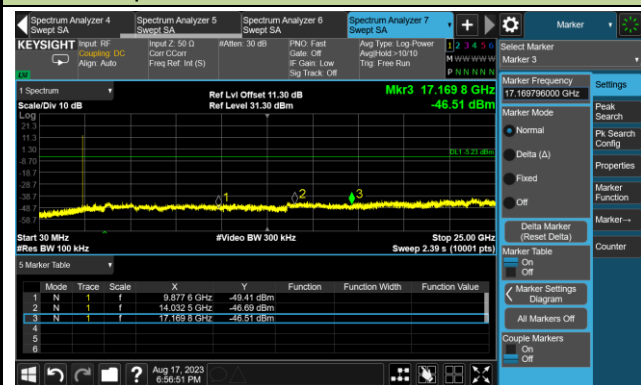 Spectrum Analyzer 4
Swept SA
Spectrum Analyzer 5
Swept SA
Spectrum Analyzer 6
Swept SA
Spectrum Analyzer 7
Swept SA
Marker
KEYSIGHT
Input: RF
Coupling: DC
Align: Auto
Input Z: 50 Ω
Corr CCorr
Freq Ref: Int (S)
#Atten: 30 dB
PNO: Fast
Gate: Off
IF Gain: Low
Sig Track: Off
Avg Type: Log-Power
Avg|Hold:>10/10
Trig: Free Run
1 2 3 4 5 6
M W W W W W
P N N N N N
LW
Select Marker
Marker 3
1 Spectrum
Scale/Div 10 dB
Ref Lvl Offset 11.30 dB
Ref Level 31.30 dBm
Mkr3 17.169 8 GHz
-46.51 dBm
Log
21.3
11.3
1.30
-8.70
-18.7
-28.7
-38.7
-48.7
-58.7
DL1 -5.23 dBm
1
2
3
Start 30 MHz
#Res BW 100 kHz
#Video BW 300 kHz
Stop 25.00 GHz
Sweep 2.39 s (10001 pts)
5 Marker Table
Mode Trace Scale X Y Function Function Width Function Value
1 N 1 f 9.877 6 GHz -49.41 dBm
2 N 1 f 14.032 5 GHz -46.69 dBm
3 N 1 f 17.169 8 GHz -46.51 dBm
4
5
6
Marker Frequency
17.169796000 GHz
Marker Mode
Normal
Delta (Δ)
Fixed
Off
Delta Marker
(Reset Delta)
Marker Table
On
Off
Marker Settings
Diagram
All Markers Off
Couple Markers
On
Off
Settings
Peak
Search
Pk Search
Config
Properties
Marker
Function
Marker→
Counter
?
Aug 17, 2023
6:56:51 PM